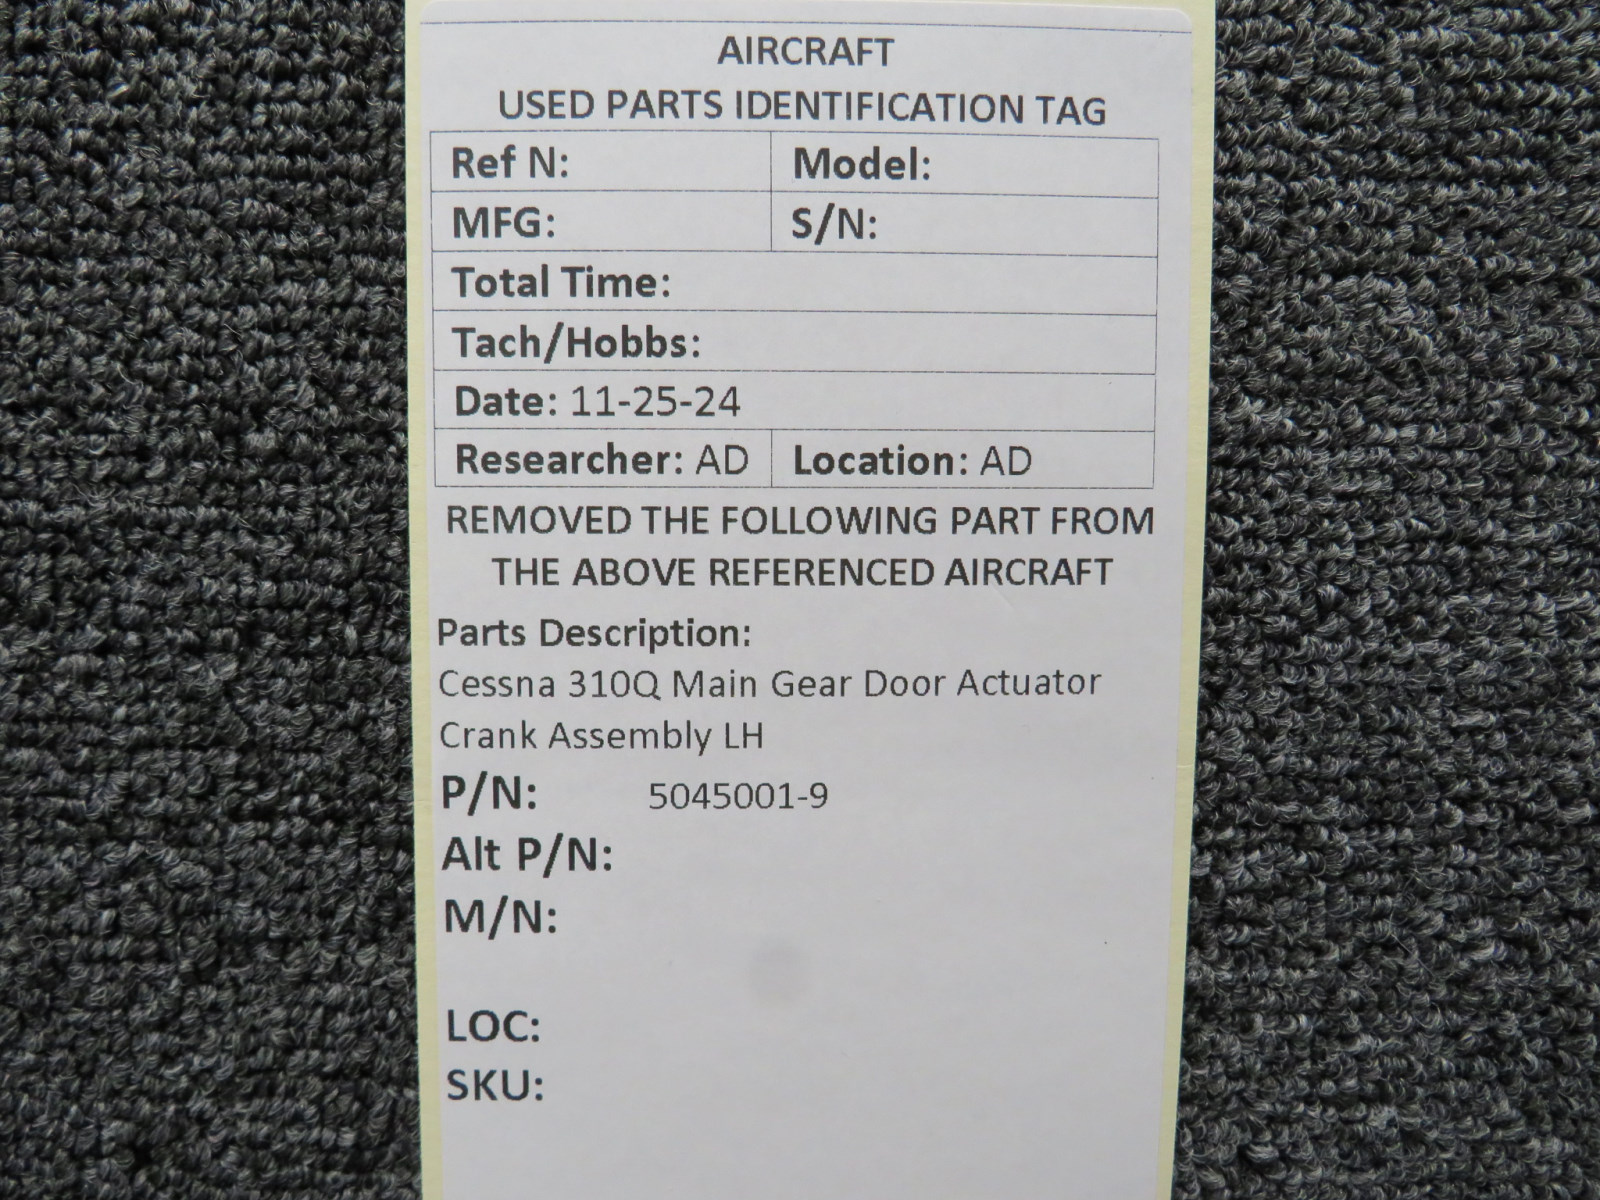 AIRCRAFT
USED PARTS IDENTIFICATION TAG
Ref N: Model:
MFG: S/N:
Total Time:
Tach/Hobbs:
Date: 11-25-24
Researcher: AD Location: AD
REMOVED THE FOLLOWING PART FROM
THE ABOVE REFERENCED AIRCRAFT
Parts Description:
Cessna 310Q Main Gear Door Actuator
Crank Assembly LH
P/N: 5045001-9
Alt P/N:
M/N:
LOC:
SKU: